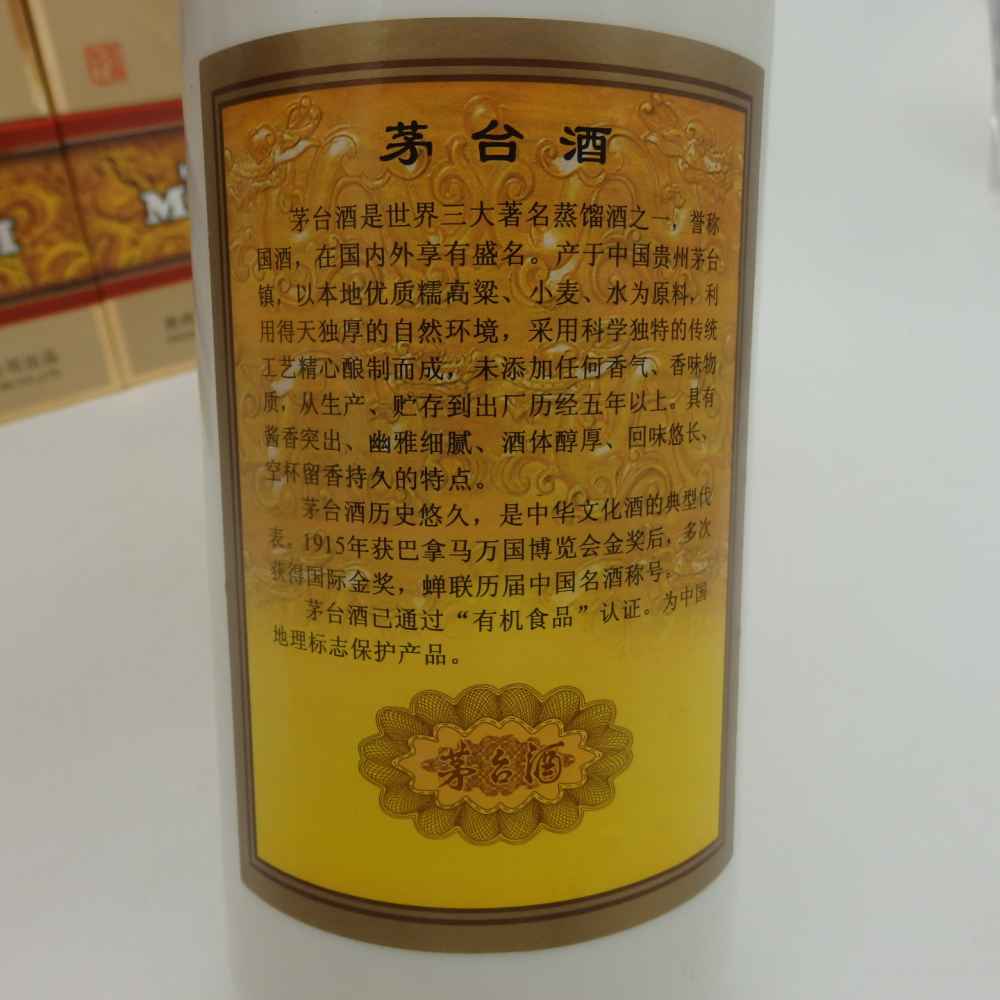 茅台酒
茅台酒是世界三大著名蒸馏酒之一，誉称
国酒，在国内外享有盛名。产于中国贵州茅台
镇，以本地优质糯高粱、小麦、水为原料，利
用得天独厚的自然环境，采用科学独特的传统
工艺精心酿制而成，未添加任何香气、香味物
质，从生产、贮存到出厂历经五年以上。具有
酱香突出、幽雅细腻、酒体醇厚、回味悠长、
空杯留香持久的特点。
茅台酒历史悠久，是中华文化酒的典型代
表。1915年获巴拿马万国博览会金奖后，多次
获得国际金奖，蝉联历届中国名酒称号。
茅台酒已通过“有机食品”认证。为中国
地理标志保护产品。
茅台酒